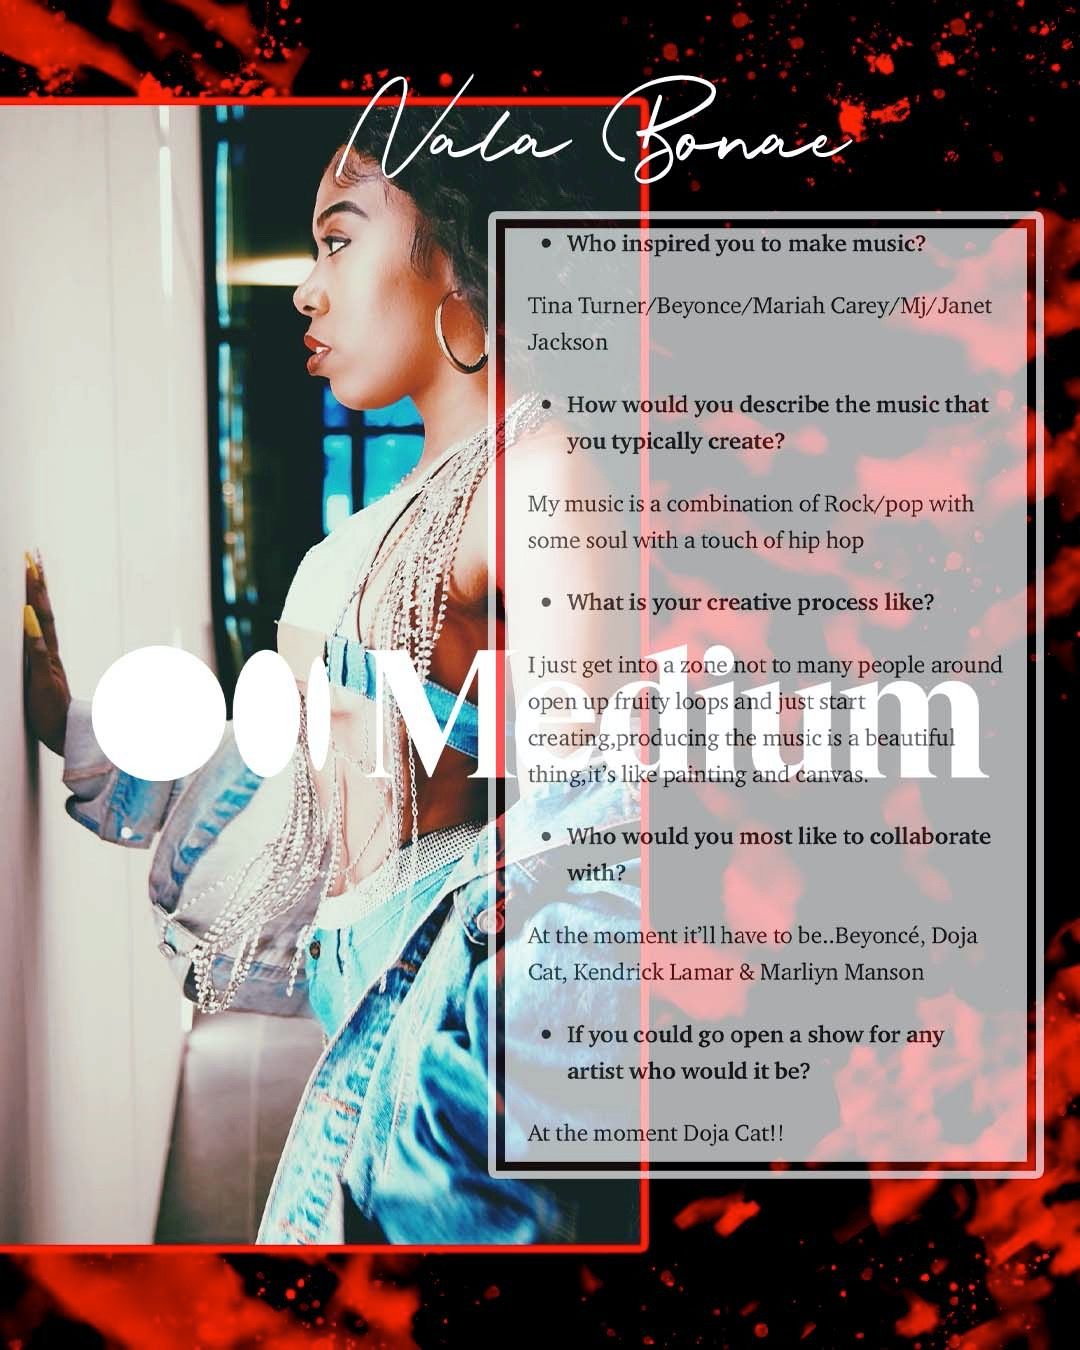 Nala Bonae
• Who inspired you to make music?
Tina Turner/Beyonce/Mariah Carey/Mj/Janet
Jackson
• How would you describe the music that
you typically create?
My music is a combination of Rock/pop with
some soul with a touch of hip hop
• What is your creative process like?
I just get into a zone not to many people around
open up fruity loops and just start
creating,producing the music is a beautiful
thing,it’s like painting and canvas.
Medium
• Who would you most like to collaborate
with?
At the moment it’ll have to be..Beyoncé, Doja
Cat, Kendrick Lamar & Marliyn Manson
• If you could go open a show for any
artist who would it be?
At the moment Doja Cat!!